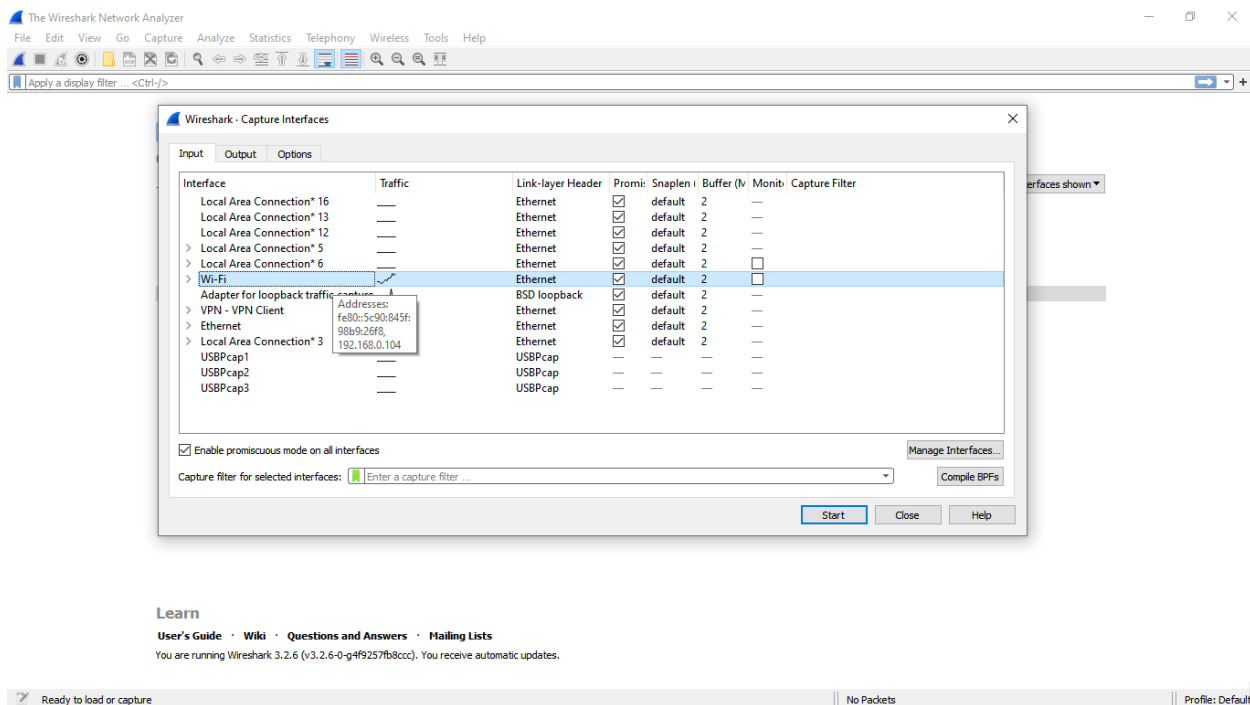 The Wireshark Network Analyzer
File Edit View Go Capture Analyze Statistics Telephony Wireless Tools Help
Apply a display filter ... <Ctrl-/>
+
Wireshark · Capture Interfaces
Input Output Options
erfaces shown
Interface Traffic Link-layer Header Promi: Snaplen ( Buffer (M Monit( Capture Filter
Local Area Connection* 16 Ethernet default 2 —
Local Area Connection* 13 Ethernet default 2 —
Local Area Connection* 12 Ethernet default 2 —
Local Area Connection* 5 Ethernet default 2 —
Local Area Connection* 6 Ethernet default 2
Wi-Fi Ethernet default 2
Adapter for loopback traffic capture BSD loopback default 2 —
VPN - VPN Client Ethernet default 2 —
Ethernet Ethernet default 2 —
Local Area Connection* 3 Ethernet default 2 —
USBPcap1 USBPcap — — — —
USBPcap2 USBPcap — — — —
USBPcap3 USBPcap — — — —
Addresses:
fe80::5c90:845f:
98b9:26f8,
192.168.0.104
Enable promiscuous mode on all interfaces
Manage Interfaces...
Capture filter for selected interfaces: Enter a capture filter ...
Compile BPFs
Start Close Help
Learn
User's Guide · Wiki · Questions and Answers · Mailing Lists
You are running Wireshark 3.2.6 (v3.2.6-0-g4f9257fb8ccc). You receive automatic updates.
Ready to load or capture No Packets Profile: Default